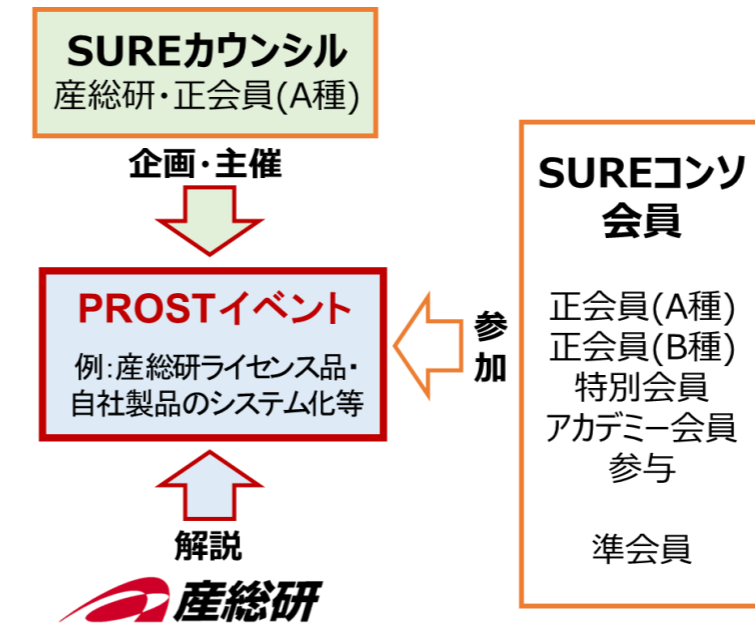 SUREカウンシル
産総研・正会員(A種)
企画・主催
PROSTイベント
例:産総研ライセンス品・
自社製品のシステム化等
解説
産総研
参
加
SUREコンソ
会員
正会員(A種)
正会員(B種)
特別会員
アカデミー会員
参与
準会員